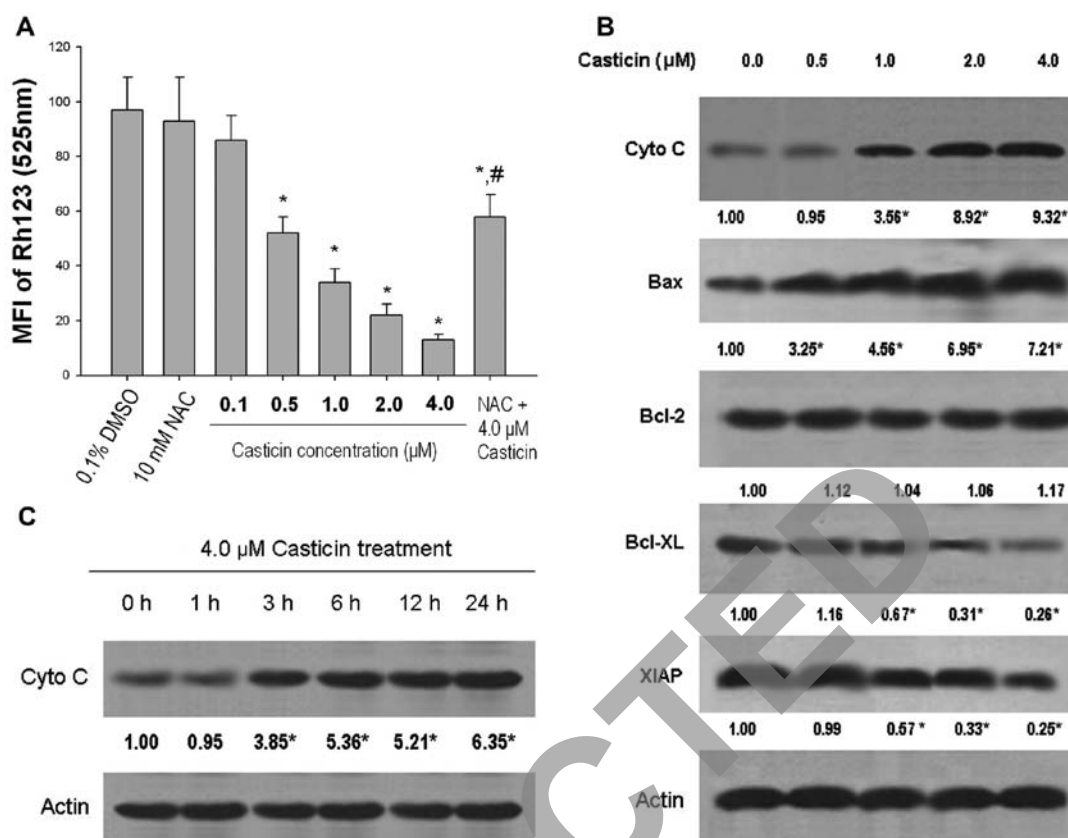 A
MFI of Rh123 (525nm)
120
100
80
60
40
20
0
*
*
*
*
*,#
0.1% DMSO
10 mM NAC
0.1 0.5 1.0 2.0 4.0
Casticin concentration (µM)
NAC +
4.0 µM
Casticin
B
Casticin (µM) 0.0 0.5 1.0 2.0 4.0
Cyto C
1.00 0.95 3.56* 8.92* 9.32*
Bax
1.00 3.25* 4.56* 6.95* 7.21*
Bcl-2
1.00 1.12 1.04 1.06 1.17
Bcl-XL
1.00 1.16 0.67* 0.31* 0.26*
XIAP
1.00 0.99 0.57* 0.33* 0.25*
Actin
C
4.0 µM Casticin treatment
0 h 1 h 3 h 6 h 12 h 24 h
Cyto C
1.00 0.95 3.85* 5.36* 5.21* 6.35*
Actin
CTED